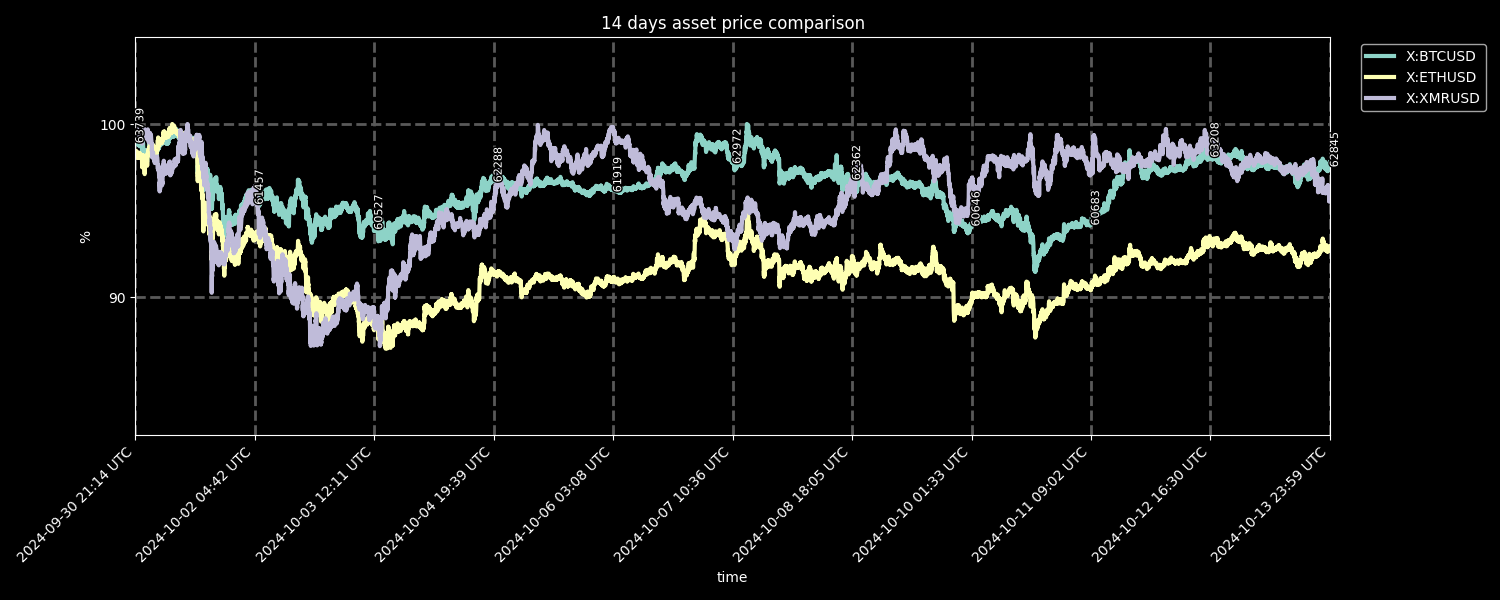 14 days asset price comparison
X:BTCUSD
X:ETHUSD
X:XMRUSD
100
90
%
63739
61457
60527
62288
61919
62972
62362
60646
60683
63208
62845
2024-09-30 21:14 UTC
2024-10-02 04:42 UTC
2024-10-03 12:11 UTC
2024-10-04 19:39 UTC
2024-10-06 03:08 UTC
2024-10-07 10:36 UTC
2024-10-08 18:05 UTC
2024-10-10 01:33 UTC
2024-10-11 09:02 UTC
2024-10-12 16:30 UTC
2024-10-13 23:59 UTC
time